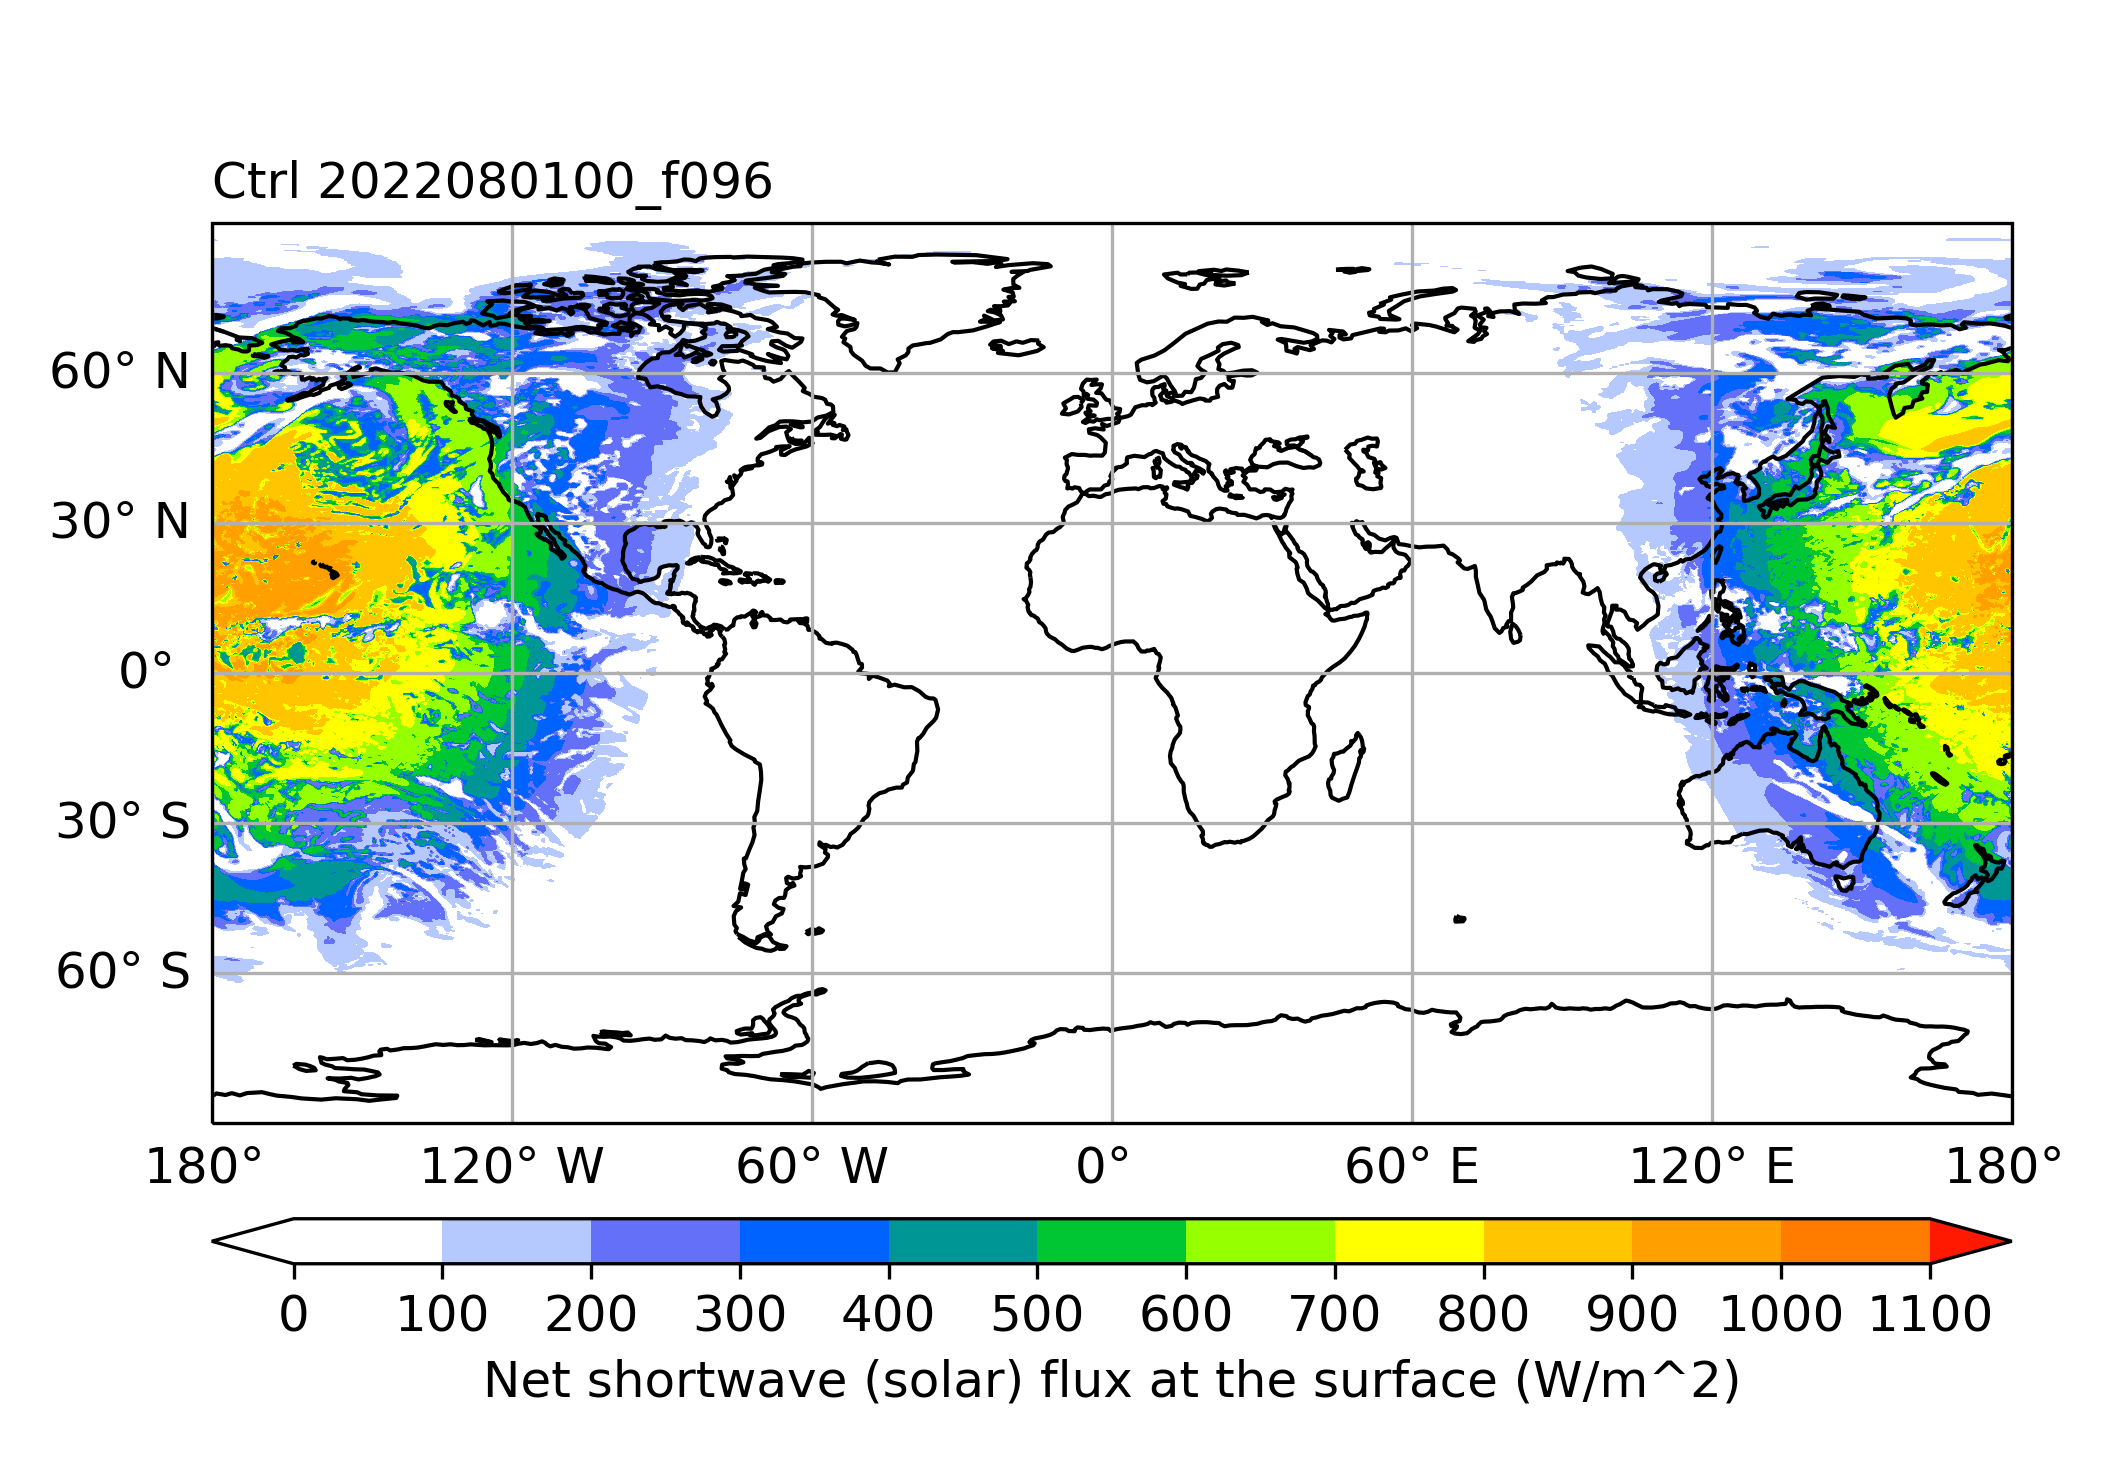 Ctrl 2022080100_f096
60° N
30° N
0°
30° S
60° S
180° 120° W 60° W 0° 60° E 120° E 180°
0 100 200 300 400 500 600 700 800 900 1000 1100
Net shortwave (solar) flux at the surface (W/m^2)